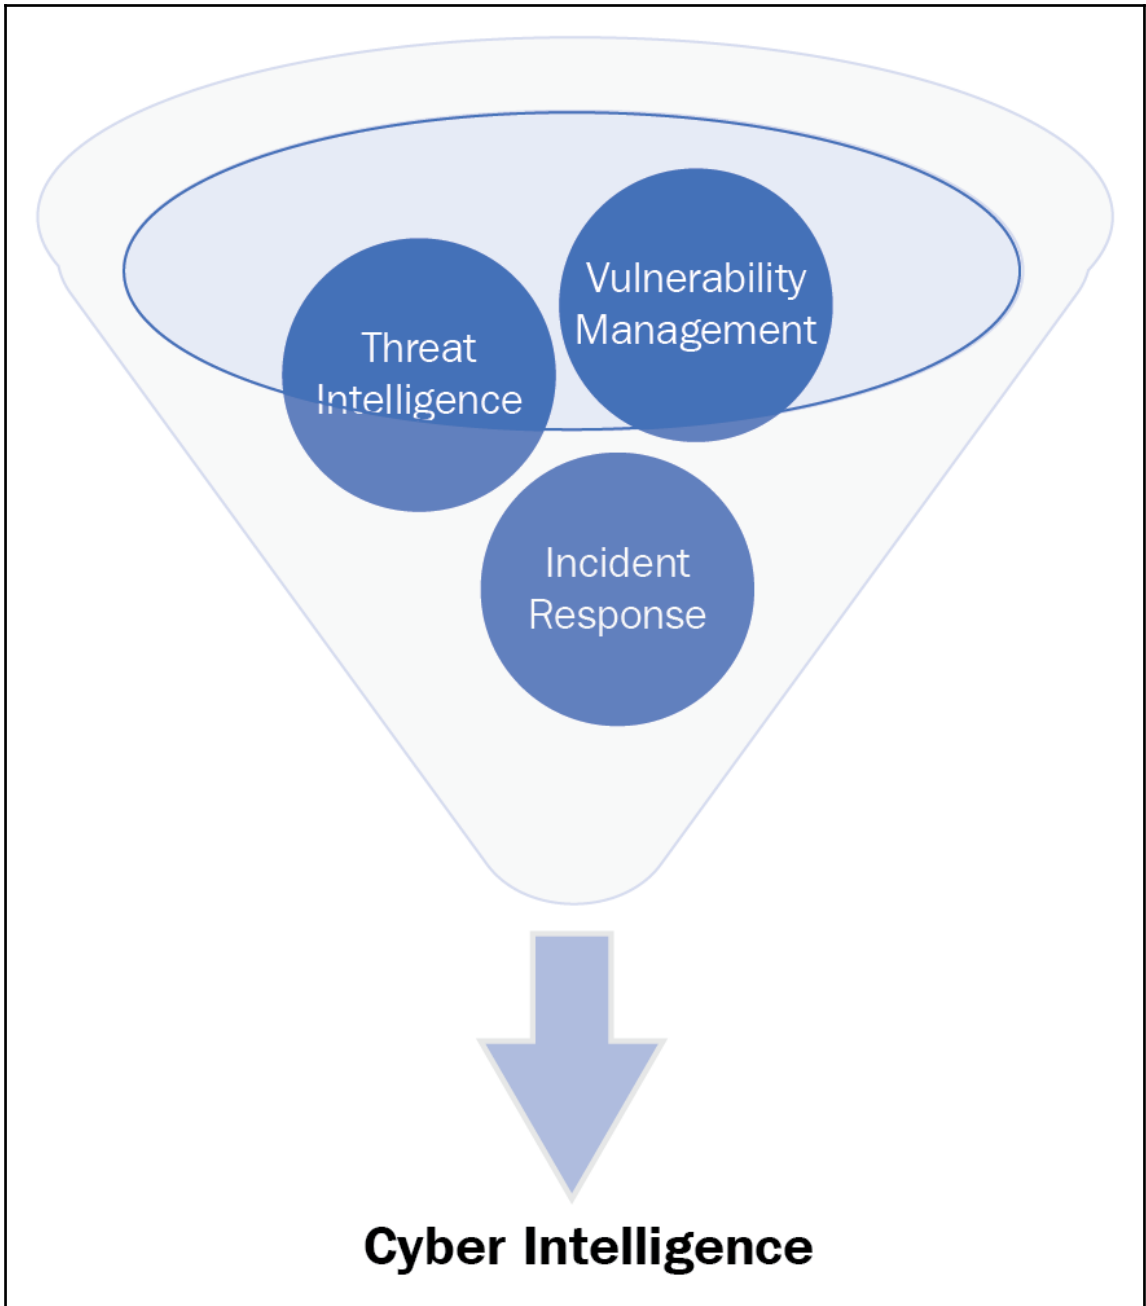 Vulnerability
Management
Threat
Intelligence
Incident
Response
Cyber Intelligence